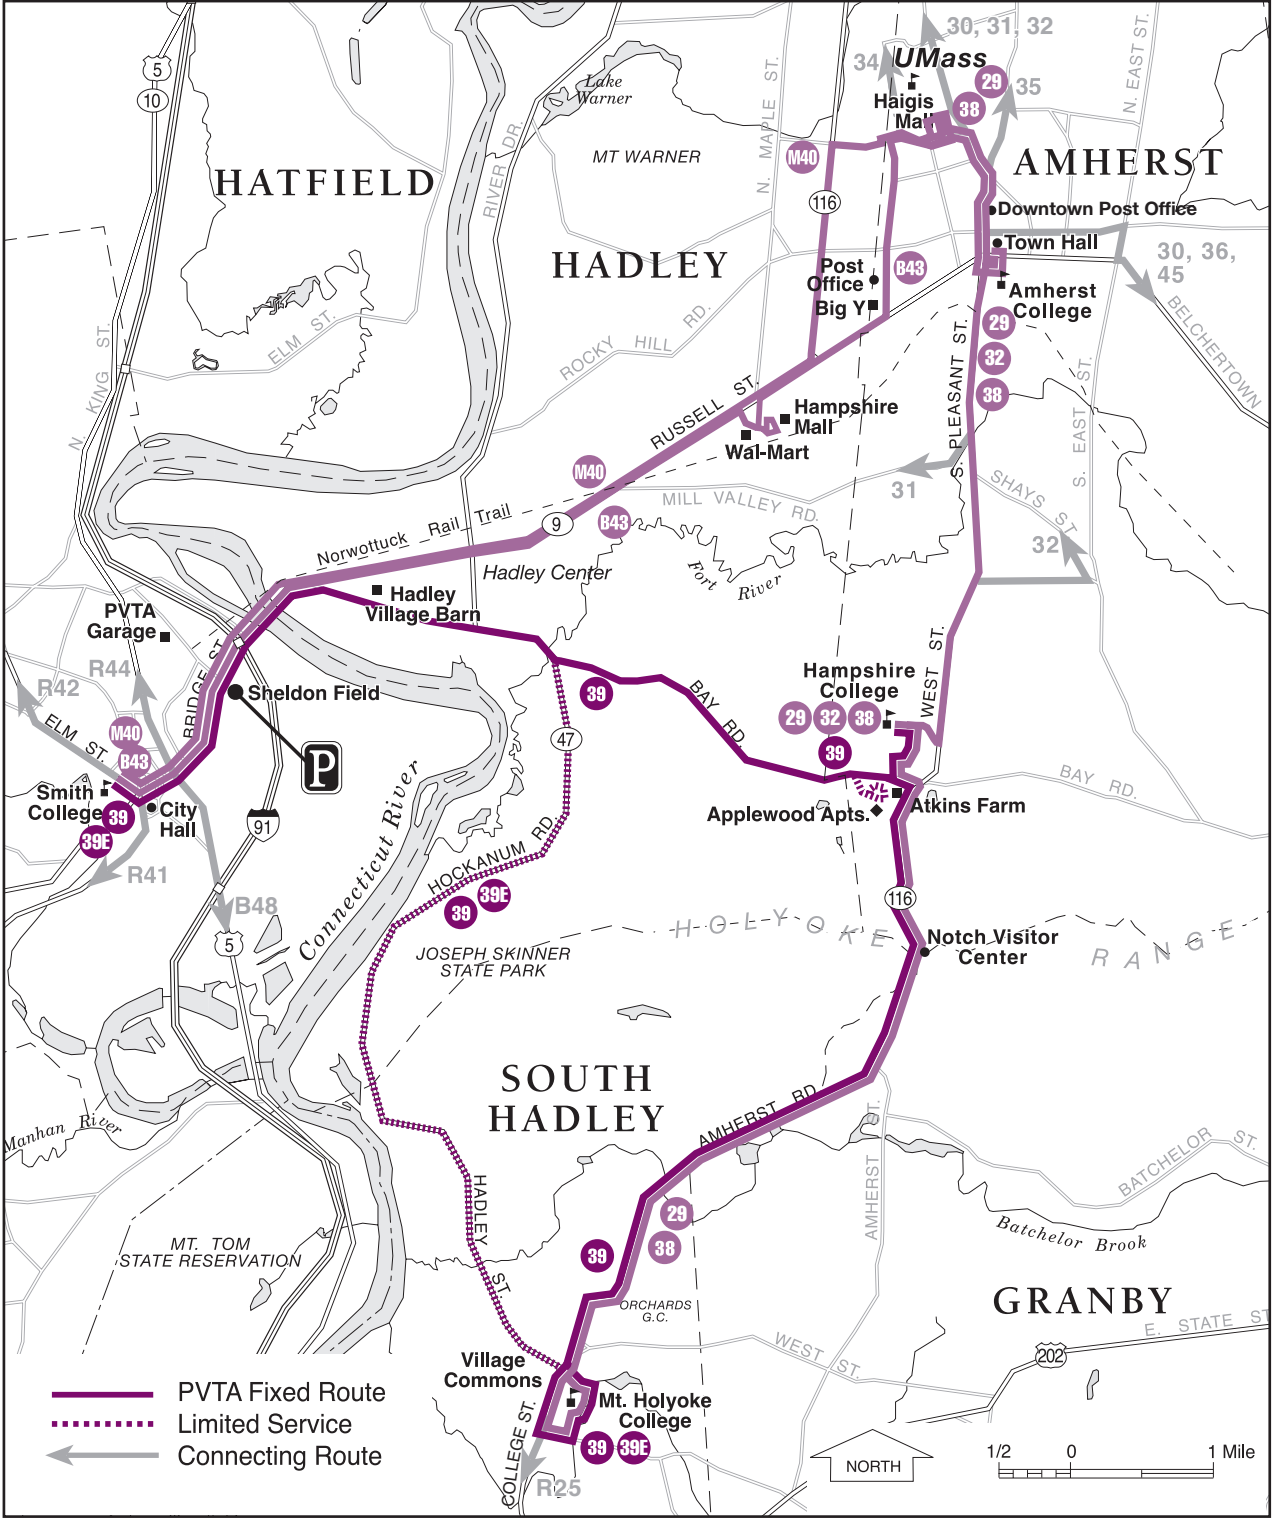 30, 31, 32
34
UMass
29
35
38
Haigis
Mall
5
10
Lake
Warner
N. EAST ST.
N. MAPLE ST.
RIVER DR.
MT WARNER
M40
AMHERST
HATFIELD
116
Downtown Post Office
Town Hall
30, 36,
45
HADLEY
Post
Office
B43
Big Y
Amherst
College
29
32
38
BELCHERTOWN
N. KING ST.
ELM ST.
ROCKY HILL RD.
S. PLEASANT ST.
S. EAST ST.
RUSSELL ST.
Hampshire
Mall
Wal-Mart
M40
31
MILL VALLEY RD.
SHAYS ST.
32
B43
9
Norwottuck Rail Trail
Hadley Center
Fort River
Hadley
Village Barn
PVTA
Garage
R44
R42
BRIDGE ST.
Sheldon Field
ELM ST.
M40
B43
P
39
BAY RD.
WEST ST.
Hampshire
College
29
32
38
39
47
Smith
College
39
39E
City
Hall
91
R41
B48
5
Applewood Apts.
Atkins Farm
BAY RD.
Connecticut River
HOCKANUM RD.
39
39E
116
HOLYOKE RANGE
Notch Visitor
Center
JOSEPH SKINNER
STATE PARK
SOUTH
HADLEY
Manhan River
AMHERST RD.
AMHERST ST.
BATCHELOR ST.
HADLEY ST.
29
38
39
Batchelor Brook
MT. TOM
STATE RESERVATION
ORCHARDS
G.C.
GRANBY
E. STATE ST
202
WEST ST.
Village
Commons
Mt. Holyoke
College
39
39E
COLLEGE ST.
R25
PVTA Fixed Route
Limited Service
Connecting Route
NORTH
1/2 0 1 Mile